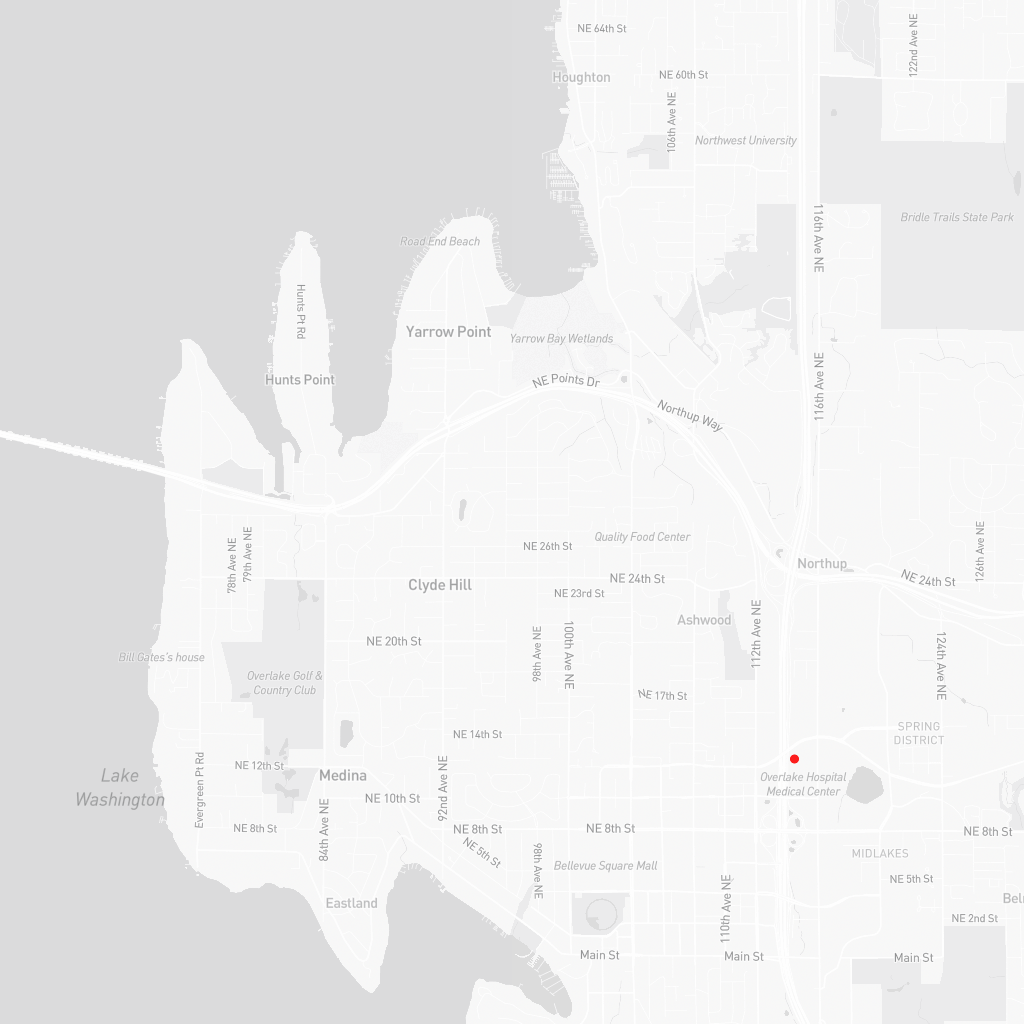 NE 64th St
122nd Ave NE
Houghton
NE 60th St
106th Ave NE
Northwest University
116th Ave NE
Bridle Trails State Park
Road End Beach
Hunts Pt Rd
Yarrow Point
Yarrow Bay Wetlands
Hunts Point
NE Points Dr
116th Ave NE
Northup Way
78th Ave NE
79th Ave NE
Quality Food Center
NE 26th St
126th Ave NE
Northup
NE 24th St
NE 24th St
Clyde Hill
NE 23rd St
Ashwood
112th Ave NE
NE 20th St
98th Ave NE
100th Ave NE
124th Ave NE
Bill Gates's house
Overlake Golf &
Country Club
NE 17th St
NE 14th St
SPRING
DISTRICT
Lake
Washington
Evergreen Pt Rd
NE 12th St
Medina
92nd Ave NE
Overlake Hospital
Medical Center
NE 10th St
84th Ave NE
NE 8th St
NE 8th St
NE 8th St
NE 8th St
NE 5th St
98th Ave NE
Bellevue Square Mall
MIDLAKES
NE 5th St
110th Ave NE
Eastland
Bel
NE 2nd St
Main St
Main St
Main St